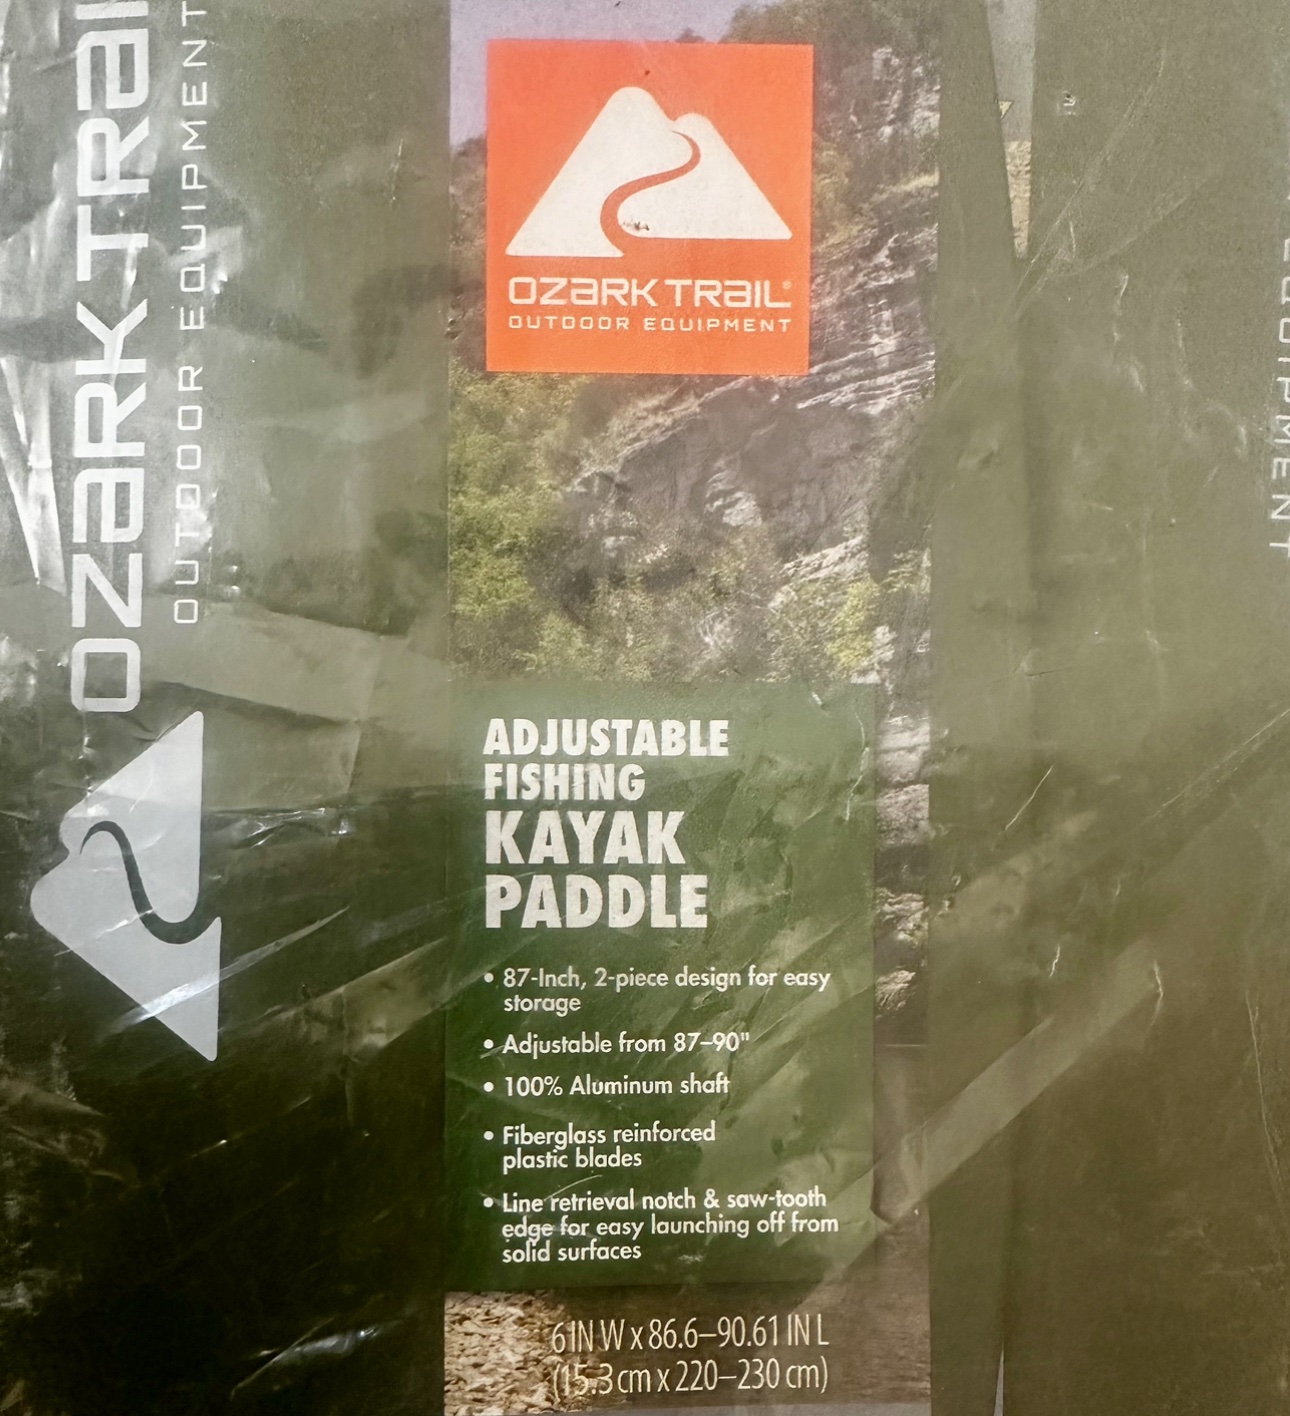 OZARK TRAIL
OUTDOOR EQUIPMENT
OZARK TRAIL®
OUTDOOR EQUIPMENT
ADJUSTABLE
FISHING
KAYAK
PADDLE
• 87-Inch, 2-piece design for easy
storage
• Adjustable from 87–90"
• 100% Aluminum shaft
• Fiberglass reinforced
plastic blades
• Line retrieval notch & saw-tooth
edge for easy launching off from
solid surfaces
6 IN W x 86.6–90.61 IN L
(15.3 cm x 220–230 cm)
EQUIPMENT